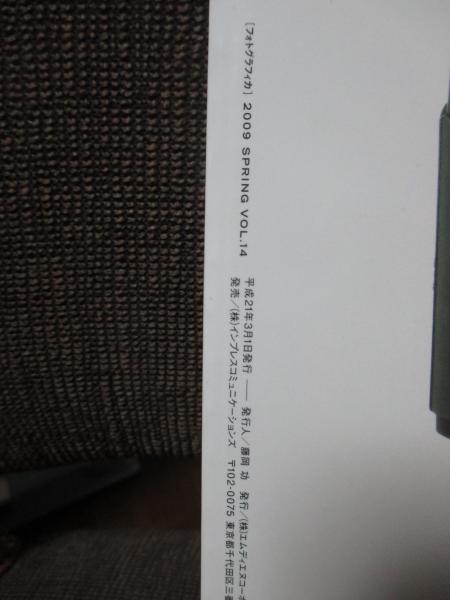 ［フォトグラフィカ］ 2009 SPRING VOL.14
平成21年3月1日発行 ―― 発行人／藤岡 功 発行／(株)エムディエヌコーポ
発売／(株)インプレスコミュニケーションズ 〒102-0075 東京都千代田区三番